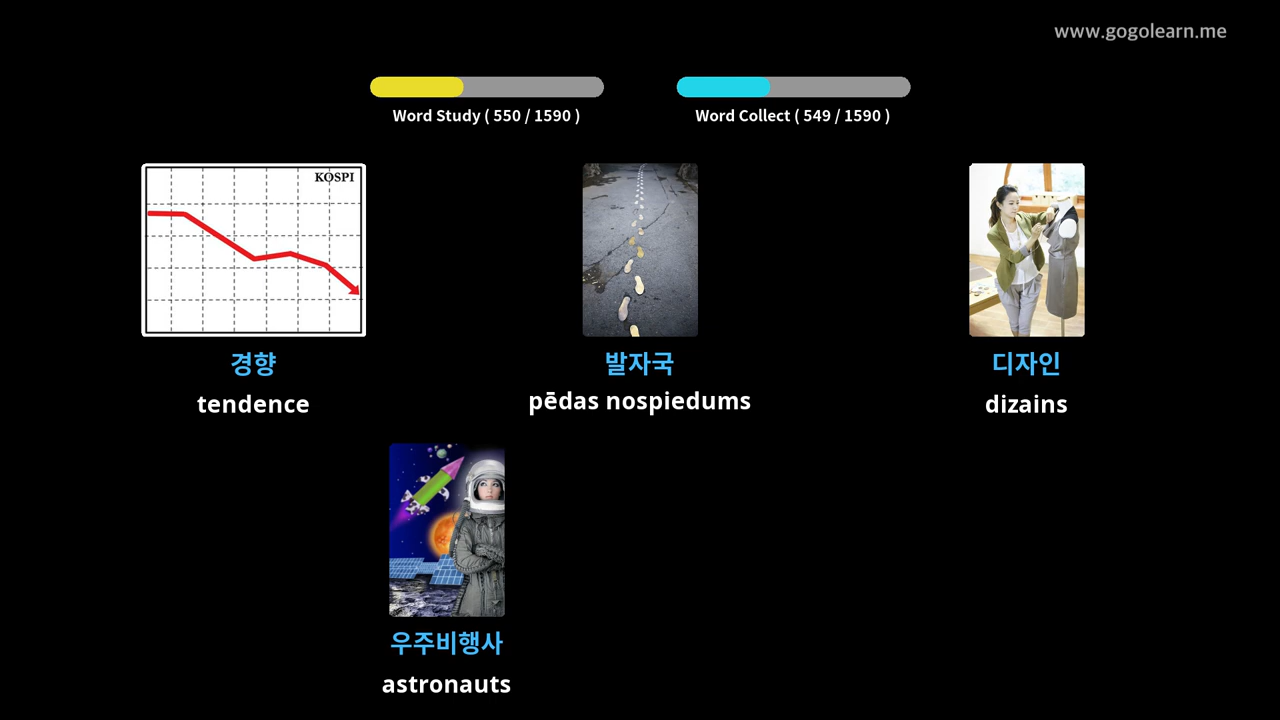 www.gogolearn.me
Word Study ( 550 / 1590 )
Word Collect ( 549 / 1590 )
KOSPI
경향
발자국
디자인
tendence
pēdas nospiedums
dizains
우주비행사
astronauts